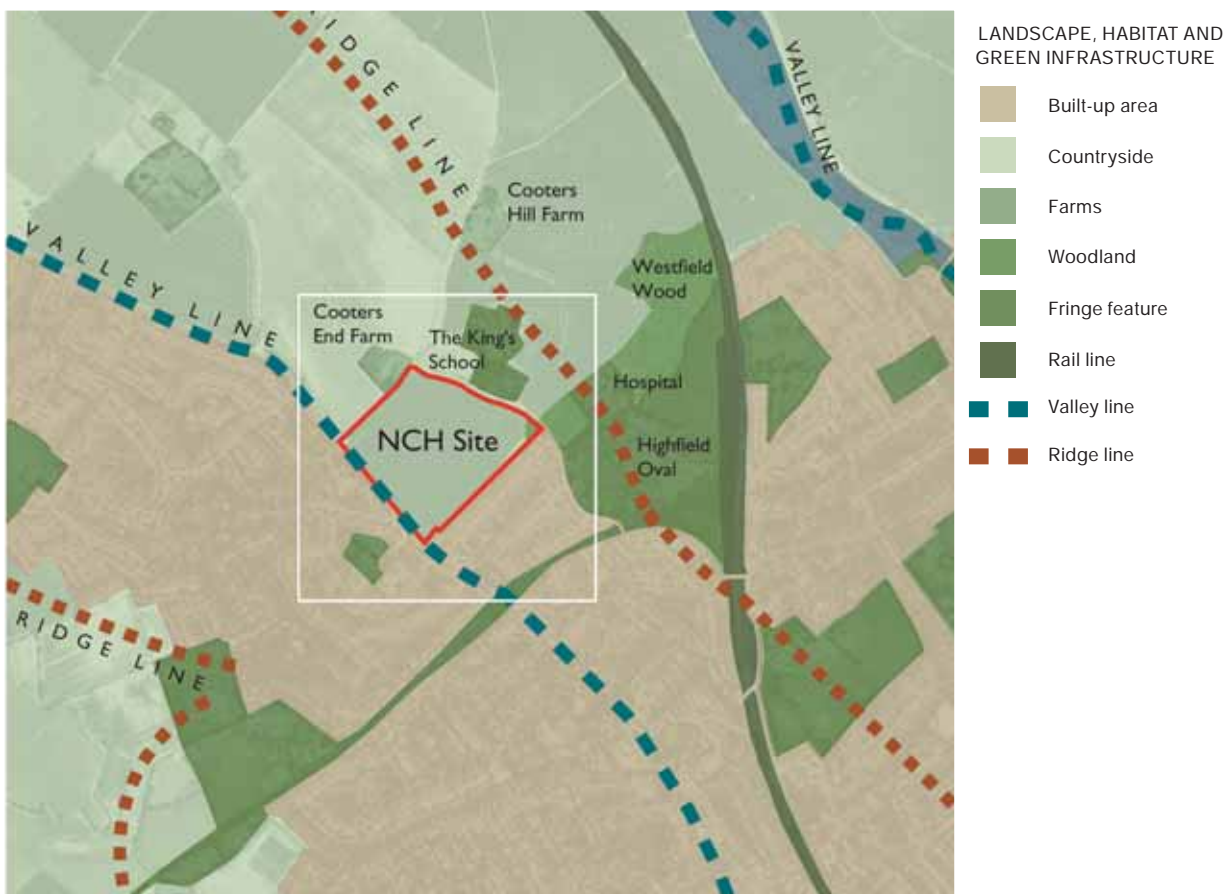 RIDGE LINE
VALLEY LINE
VALLEY LINE
Cooters
Hill Farm
Westfield
Wood
VALLEY LINE
Cooters
End Farm
The King's
School
Hospital
NCH Site
Highfield
Oval
RIDGE LINE
LANDSCAPE, HABITAT AND
GREEN INFRASTRUCTURE
Built-up area
Countryside
Farms
Woodland
Fringe feature
Rail line
Valley line
Ridge line